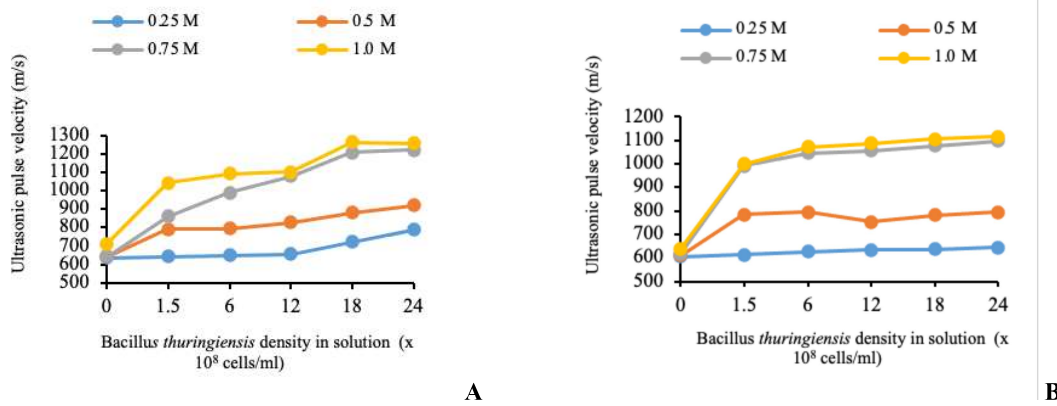 0.25 M
0.5 M
0.75 M
1.0 M
Ultrasonic pulse velocity (m/s)
1300
1200
1100
1000
900
800
700
600
500
0 1.5 6 12 18 24
Bacillus thuringiensis density in solution (x
10⁸ cells/ml)
A
0.25 M
0.5 M
0.75 M
1.0 M
Ultrasonic pulse velocity (m/s)
1200
1100
1000
900
800
700
600
500
0 1.5 6 12 18 24
Bacillus thuringiensis density in solution (x
10⁸ cells/ml)
B